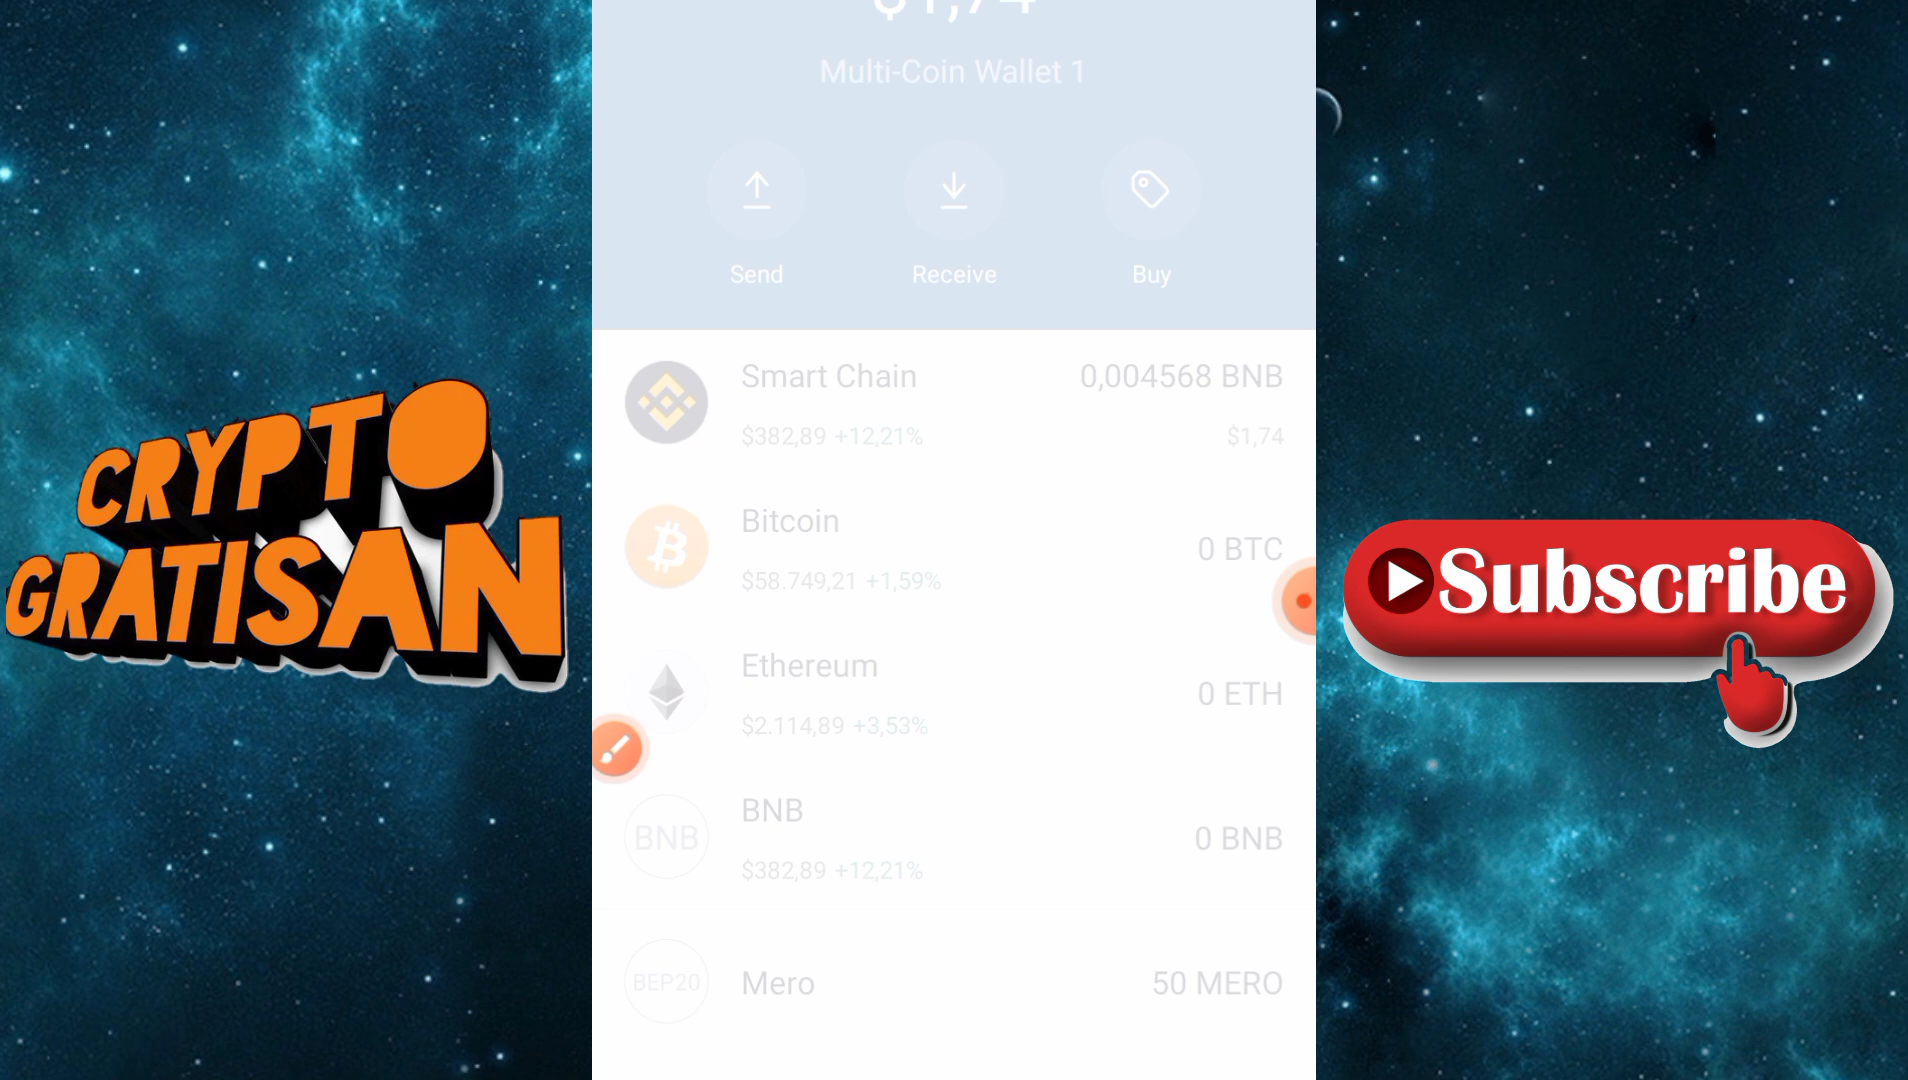 CRYPTO
GRATISAN
$1,74
Multi-Coin Wallet 1
Send
Receive
Buy
Smart Chain
0,004568 BNB
$382,89 +12,21%
$1,74
Bitcoin
0 BTC
$58.749,21 +1,59%
Ethereum
0 ETH
$2.114,89 +3,53%
BNB
BNB
0 BNB
$382,89 +12,21%
BEP20
Mero
50 MERO
Subscribe